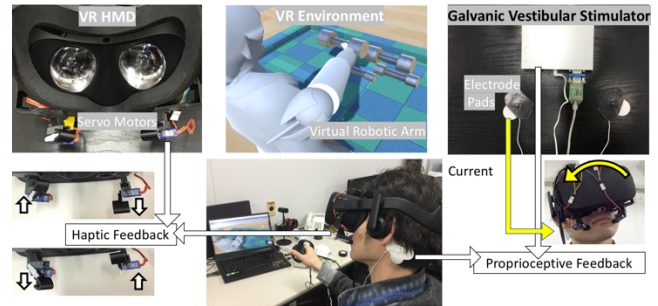 VR HMD
Servo Motors
VR Environment
Virtual Robotic Arm
Galvanic Vestibular Stimulator
Electrode
Pads
Current
Haptic Feedback
Proprioceptive Feedback